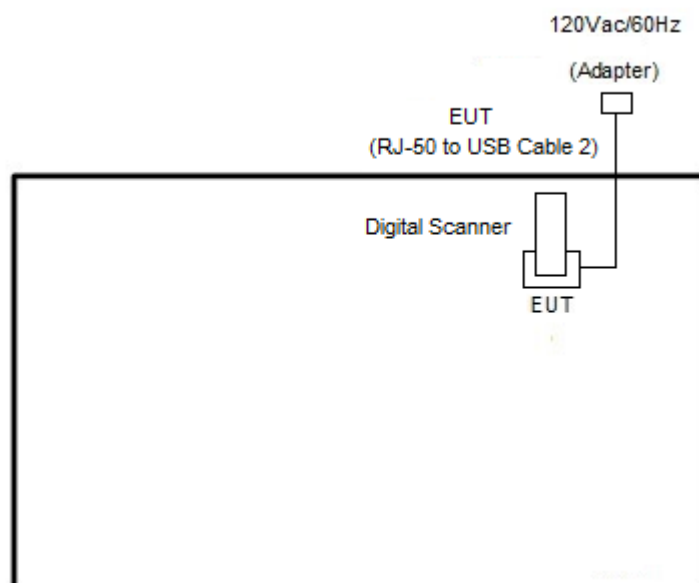 120Vac/60Hz
(Adapter)
EUT
(RJ-50 to USB Cable 2)
Digital Scanner
EUT